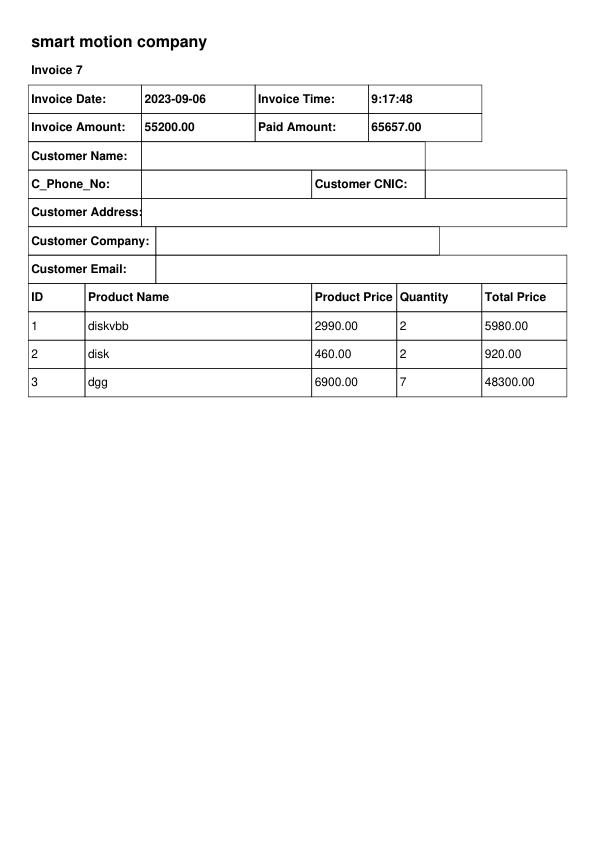 smart motion company
Invoice 7
Invoice Date: 2023-09-06 Invoice Time: 9:17:48
Invoice Amount: 55200.00 Paid Amount: 65657.00
Customer Name:
C_Phone_No: Customer CNIC:
Customer Address:
Customer Company:
Customer Email:
ID Product Name Product Price Quantity Total Price
1 diskvbb 2990.00 2 5980.00
2 disk 460.00 2 920.00
3 dgg 6900.00 7 48300.00